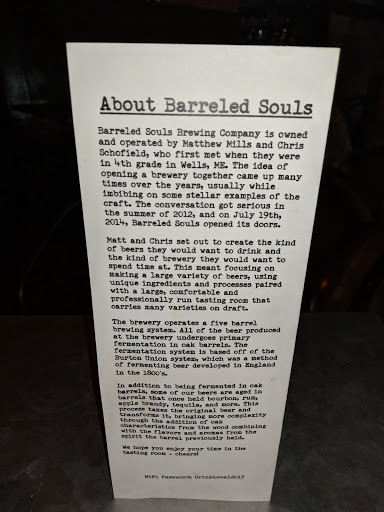 About Barreled Souls
Barreled Souls Brewing Company is owned
and operated by Matthew Mills and Chris
Schofield, who first met when they were
in 4th grade in Wells, ME. The idea of
opening a brewery together came up many
times over the years, usually while
imbibing on some stellar examples of the
craft. The conversation got serious in
the summer of 2012, and on July 19th,
2014, Barreled Souls opened its doors.
Matt and Chris set out to create the kind
of beers they would want to drink and
the kind of brewery they would want to
spend time at. This meant focusing on
making a large variety of beers, using
unique ingredients and processes paired
with a large, comfortable and
professionally run tasting room that
carries many varieties on draft.
The brewery operates a five barrel
brewing system. All of the beer produced
at the brewery undergoes primary
fermentation in oak barrels. The
fermentation system is based off of the
Burton Union system, which was a method
of fermenting beer developed in England
in the 1800's.
In addition to being fermented in oak
barrels, some of our beers are aged in
barrels that once held bourbon, rum,
apple brandy, tequila, and more. This
process takes the original beer and
transforms it, bringing more complexity
through the addition of oak
characteristics from the wood combining
with the flavors and aromas from the
spirit the barrel previously held.
We hope you enjoy your time in the
tasting room - cheers!
WiFi Password: Drinklocal2017